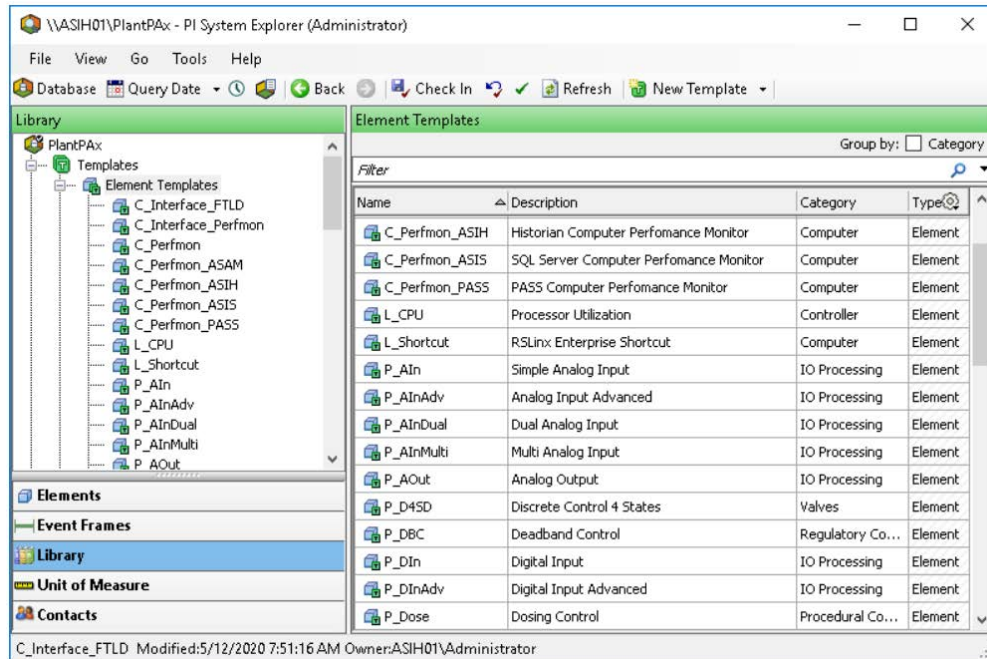 \\ASIH01\PlantPAx - PI System Explorer (Administrator)
File View Go Tools Help
Database Query Date Back Check In Refresh New Template
Library
PlantPAx
Templates
Element Templates
C_Interface_FTLD
C_Interface_Perfmon
C_Perfmon
C_Perfmon_ASAM
C_Perfmon_ASIH
C_Perfmon_ASIS
C_Perfmon_PASS
L_CPU
L_Shortcut
P_AIn
P_AInAdv
P_AInDual
P_AInMulti
P_AOut
Elements
Event Frames
Library
Unit of Measure
Contacts
Element Templates
Group by: Category
Filter
Name Description Category Type
C_Perfmon_ASIH Historian Computer Perfomance Monitor Computer Element
C_Perfmon_ASIS SQL Server Computer Perfomance Monitor Computer Element
C_Perfmon_PASS PASS Computer Perfomance Monitor Computer Element
L_CPU Processor Utilization Controller Element
L_Shortcut RSLinx Enterprise Shortcut Computer Element
P_AIn Simple Analog Input IO Processing Element
P_AInAdv Analog Input Advanced IO Processing Element
P_AInDual Dual Analog Input IO Processing Element
P_AInMulti Multi Analog Input IO Processing Element
P_AOut Analog Output IO Processing Element
P_D4SD Discrete Control 4 States Valves Element
P_DBC Deadband Control Regulatory Co... Element
P_DIn Digital Input IO Processing Element
P_DInAdv Digital Input Advanced IO Processing Element
P_Dose Dosing Control Procedural Co... Element
C_Interface_FTLD Modified:5/12/2020 7:51:16 AM Owner:ASIH01\Administrator